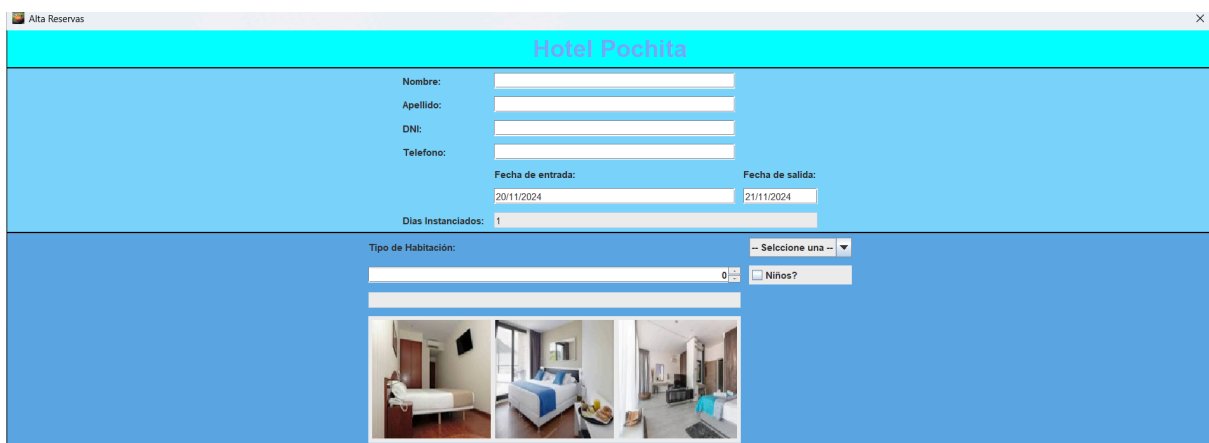 Alta Reservas
Hotel Pochita
Nombre:
Apellido:
DNI:
Telefono:
Fecha de entrada: Fecha de salida:
20/11/2024 21/11/2024
Dias Instanciados: 1
Tipo de Habitación: -- Selccione una --
0 Niños?